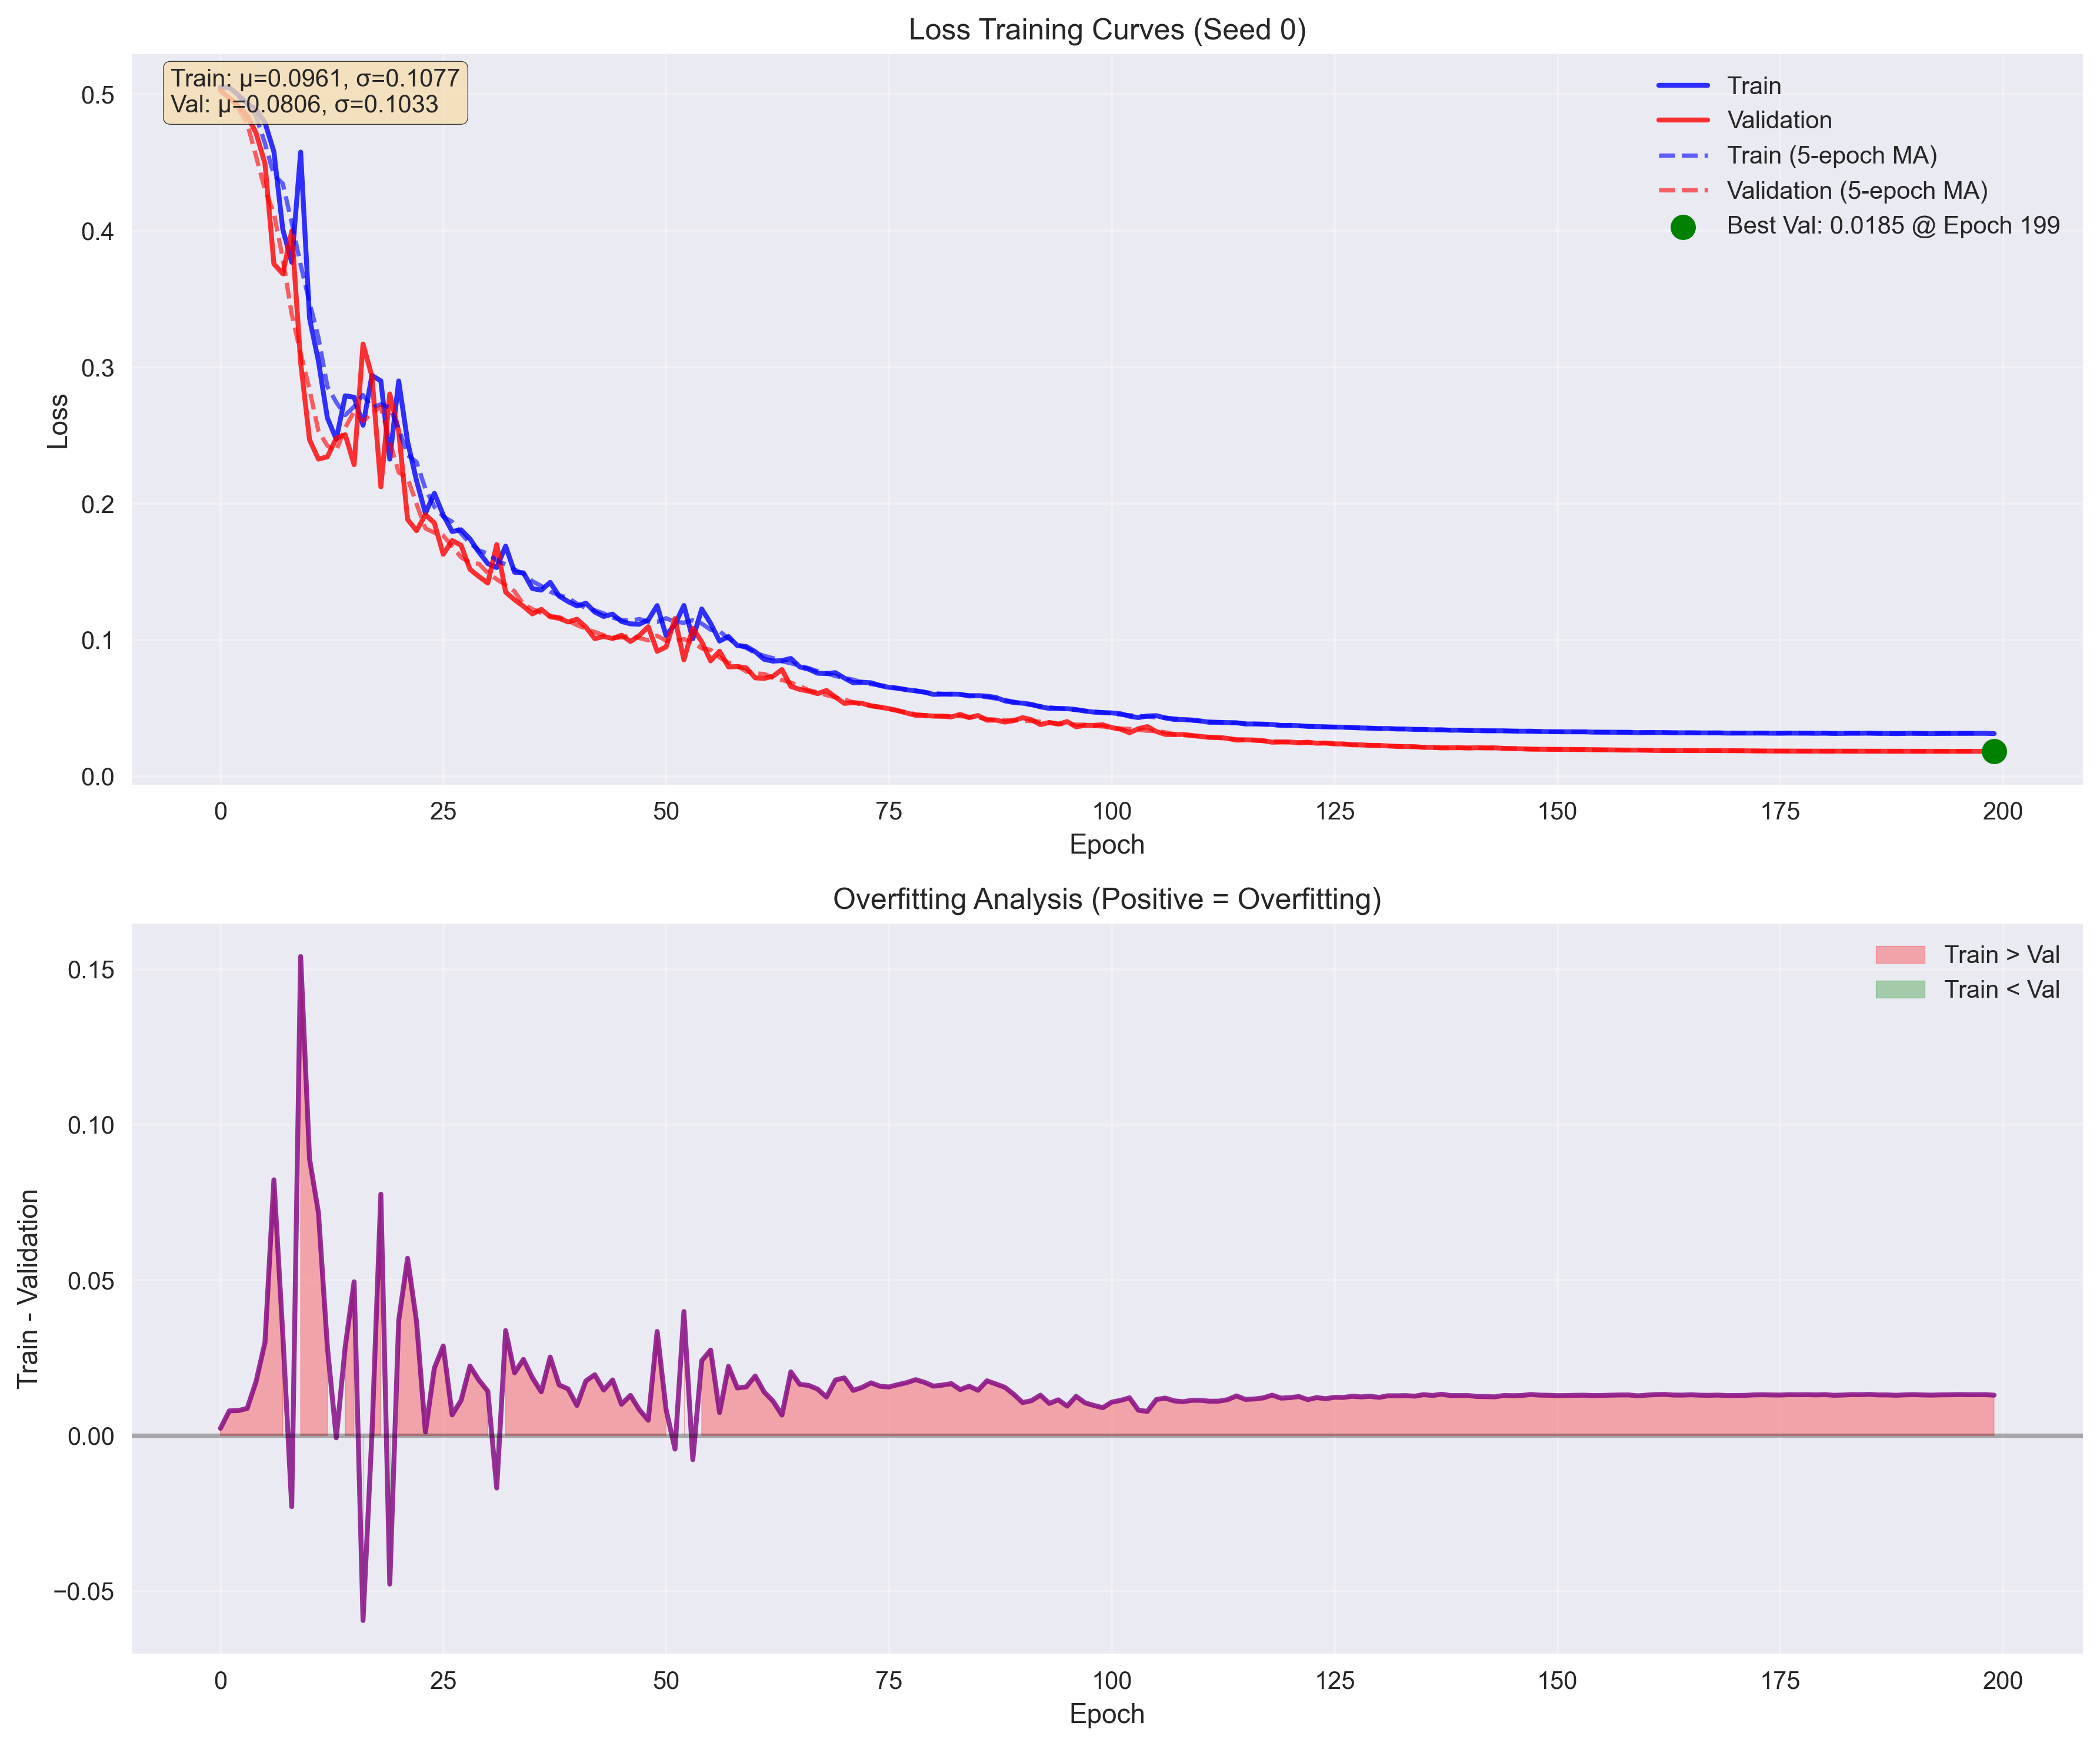 Loss Training Curves (Seed 0)
Train: μ=0.0961, σ=0.1077
Val: μ=0.0806, σ=0.1033
Train
Validation
Train (5-epoch MA)
Validation (5-epoch MA)
Best Val: 0.0185 @ Epoch 199
Loss
0.5
0.4
0.3
0.2
0.1
0.0
0 25 50 75 100 125 150 175 200
Epoch
Overfitting Analysis (Positive = Overfitting)
Train > Val
Train < Val
Train - Validation
0.15
0.10
0.05
0.00
−0.05
0 25 50 75 100 125 150 175 200
Epoch